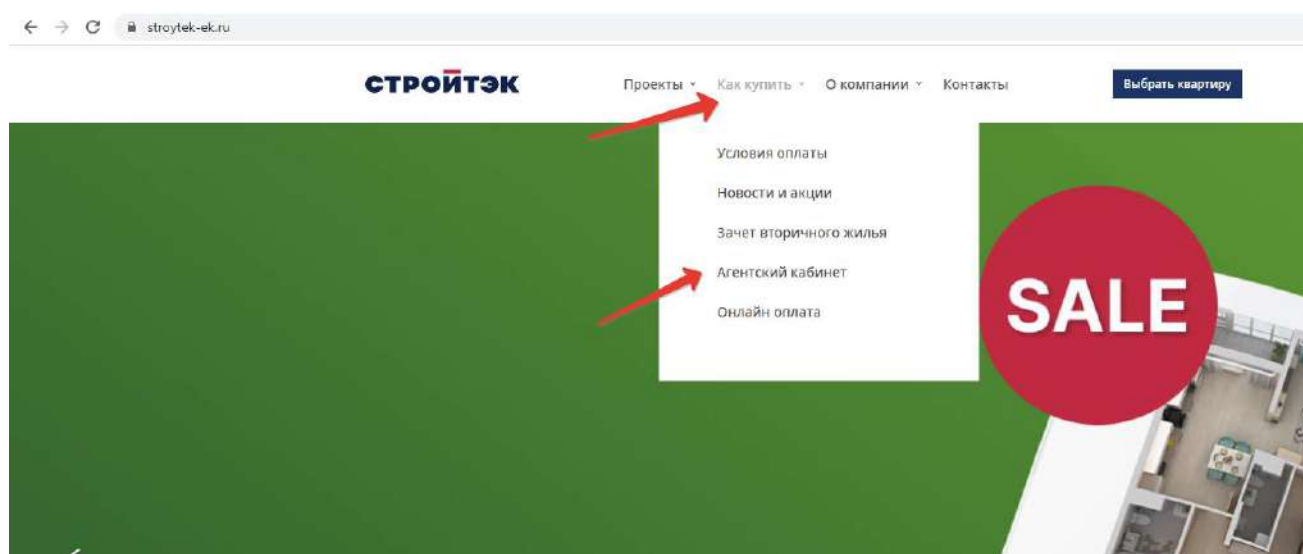 stroytek-ek.ru
стройтэк
Проекты Как купить О компании Контакты Выбрать квартиру
Условия оплаты
Новости и акции
Зачет вторичного жилья
Агентский кабинет
Онлайн оплата
SALE